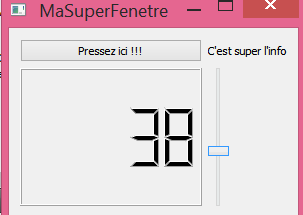 MaSuperFenetre
Pressez ici !!!
C'est super l'info
38